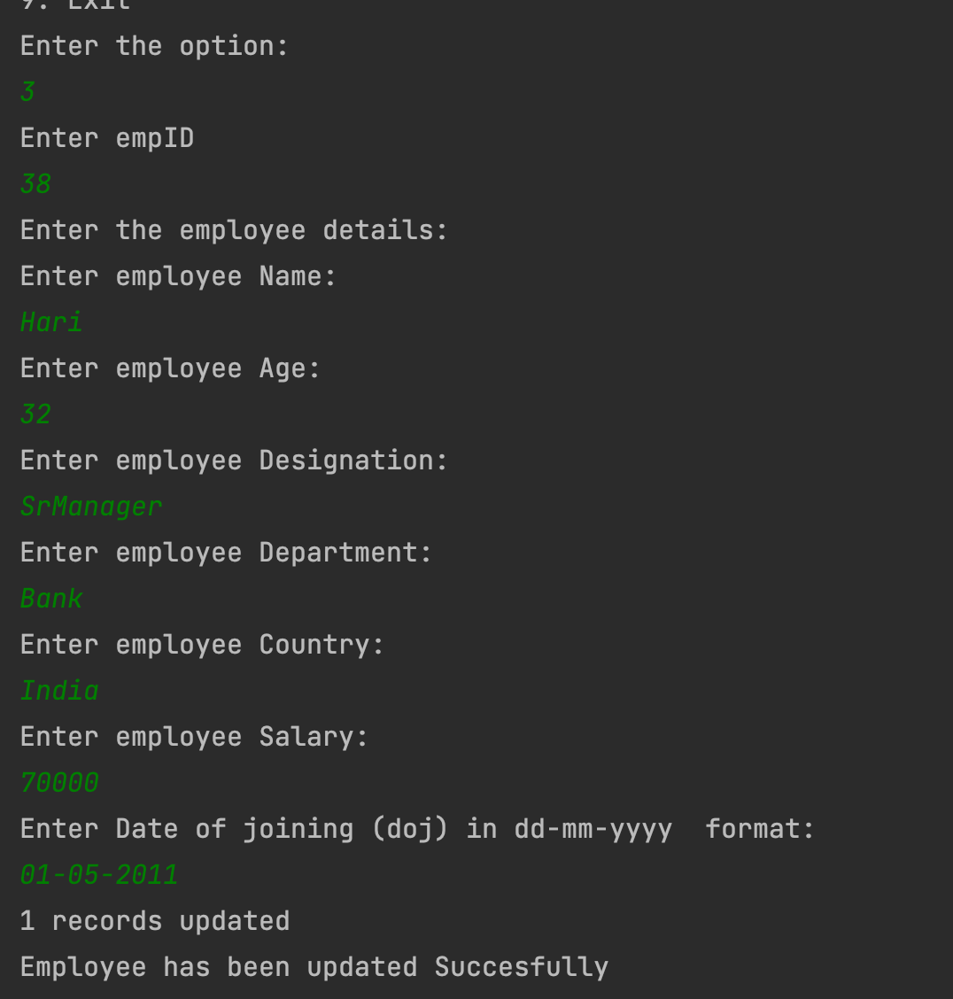 9. Exit
Enter the option:
3
Enter empID
38
Enter the employee details:
Enter employee Name:
Hari
Enter employee Age:
32
Enter employee Designation:
SrManager
Enter employee Department:
Bank
Enter employee Country:
India
Enter employee Salary:
70000
Enter Date of joining (doj) in dd-mm-yyyy  format:
01-05-2011
1 records updated
Employee has been updated Succesfully